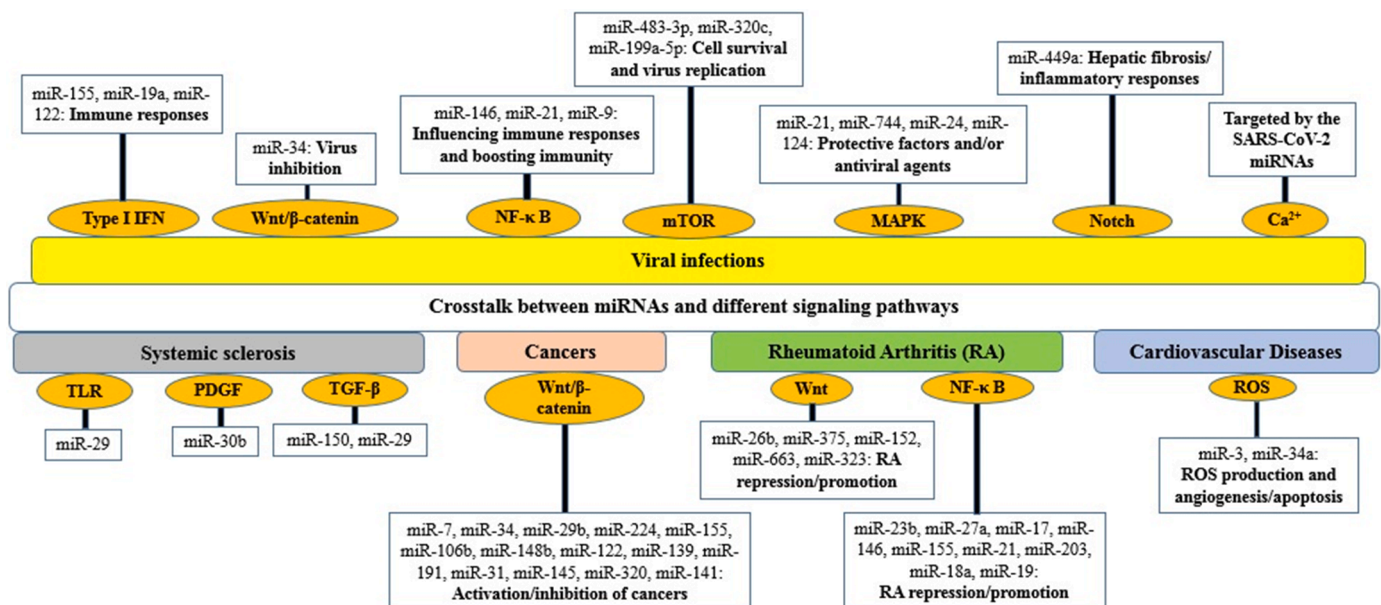 miR-155, miR-19a, miR-
122: Immune responses
Type I IFN
miR-34: Virus
inhibition
Wnt/β-catenin
miR-146, miR-21, miR-9:
Influencing immune responses
and boosting immunity
NF-κ B
miR-483-3p, miR-320c,
miR-199a-5p: Cell survival
and virus replication
mTOR
miR-21, miR-744, miR-24, miR-
124: Protective factors and/or
antiviral agents
MAPK
miR-449a: Hepatic fibrosis/
inflammatory responses
Notch
Targeted by the
SARS-CoV-2
miRNAs
Ca²⁺
Viral infections
Crosstalk between miRNAs and different signaling pathways
Systemic sclerosis
TLR
miR-29
PDGF
miR-30b
TGF-β
miR-150, miR-29
Cancers
Wnt/β-
catenin
miR-7, miR-34, miR-29b, miR-224, miR-155,
miR-106b, miR-148b, miR-122, miR-139, miR-
191, miR-31, miR-145, miR-320, miR-141:
Activation/inhibition of cancers
Rheumatoid Arthritis (RA)
Wnt
miR-26b, miR-375, miR-152,
miR-663, miR-323: RA
repression/promotion
NF-κ B
miR-23b, miR-27a, miR-17, miR-
146, miR-155, miR-21, miR-203,
miR-18a, miR-19:
RA repression/promotion
Cardiovascular Diseases
ROS
miR-3, miR-34a:
ROS production and
angiogenesis/apoptosis